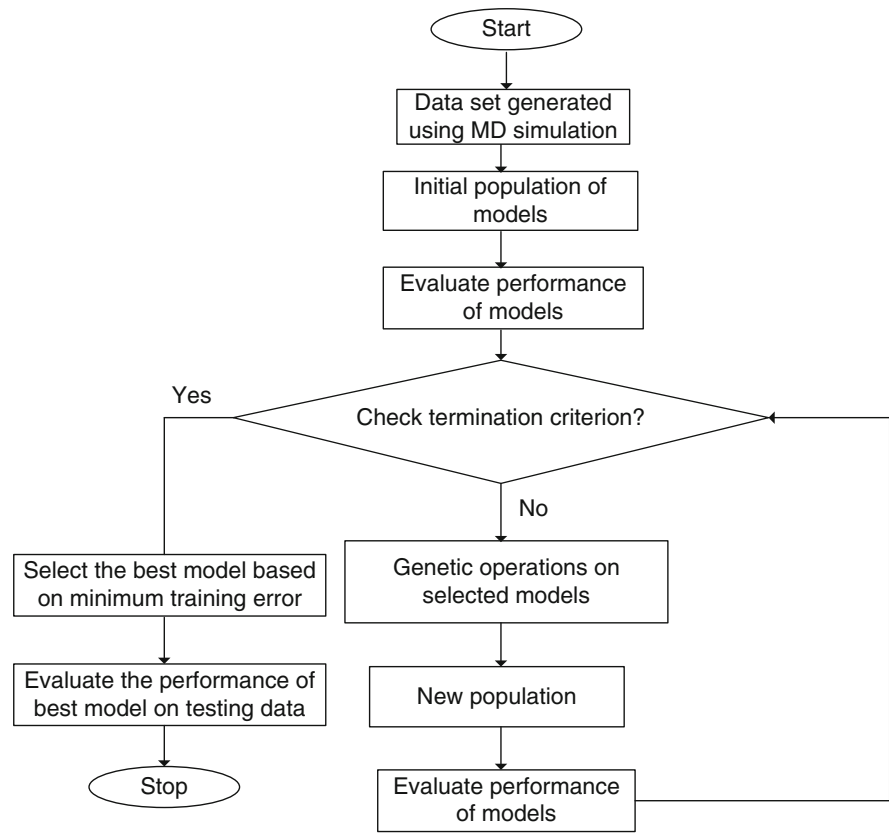 Start
Data set generated
using MD simulation
Initial population of
models
Evaluate performance
of models
Check termination criterion?
Yes
No
Select the best model based
on minimum training error
Evaluate the performance of
best model on testing data
Stop
Genetic operations on
selected models
New population
Evaluate performance
of models